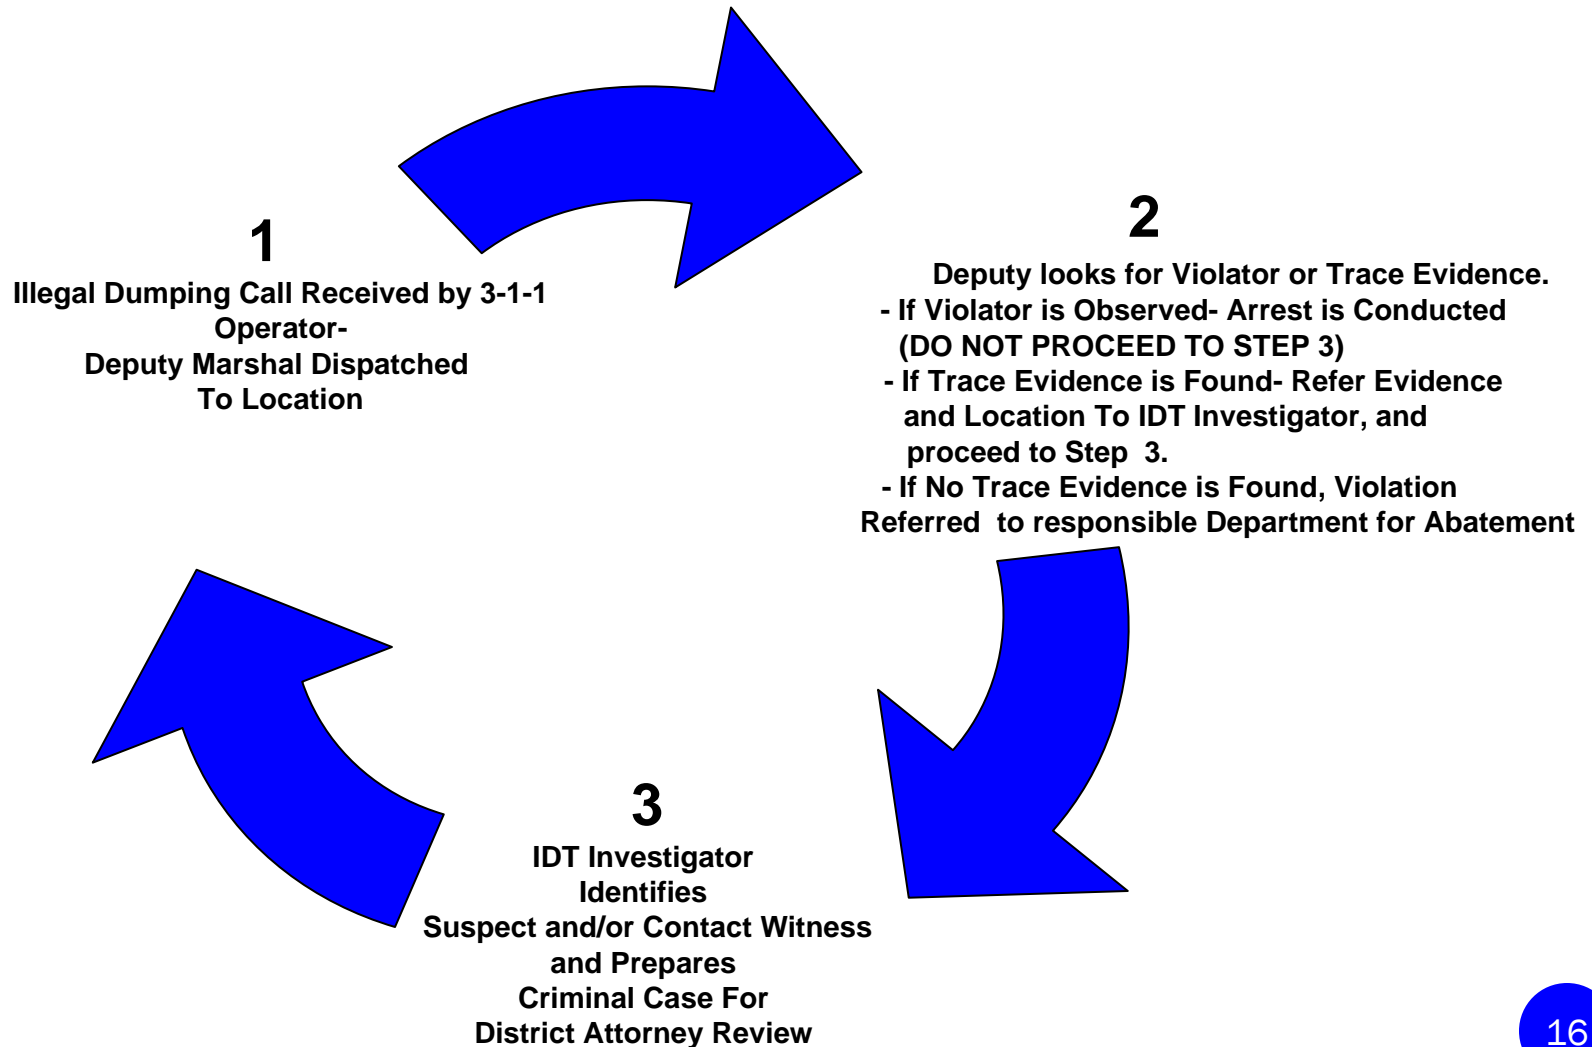 1
Illegal Dumping Call Received by 3-1-1
Operator-
Deputy Marshal Dispatched
To Location
2
Deputy looks for Violator or Trace Evidence.
- If Violator is Observed- Arrest is Conducted
(DO NOT PROCEED TO STEP 3)
- If Trace Evidence is Found- Refer Evidence
and Location To IDT Investigator, and
proceed to Step 3.
- If No Trace Evidence is Found, Violation
Referred to responsible Department for Abatement
3
IDT Investigator
Identifies
Suspect and/or Contact Witness
and Prepares
Criminal Case For
District Attorney Review
16